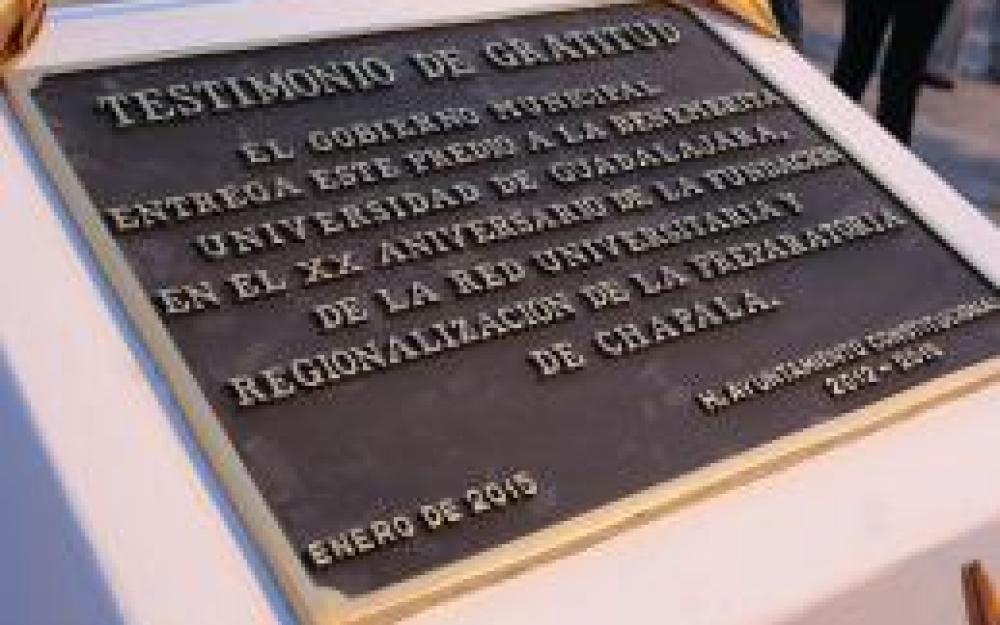 TESTIMONIO DE GRATITUD
EL GOBIERNO MUNICIPAL
ENTREGA ESTE PREDIO A LA BENEMERITA
UNIVERSIDAD DE GUADALAJARA,
EN EL XX ANIVERSARIO DE LA FUNDACION
DE LA RED UNIVERSITARIA Y
REGIONALIZACION DE LA PREPARATORIA
DE CHAPALA.
H. AYUNTAMIENTO CONSTITUCIONAL
2012 - 2015
ENERO DE 2015